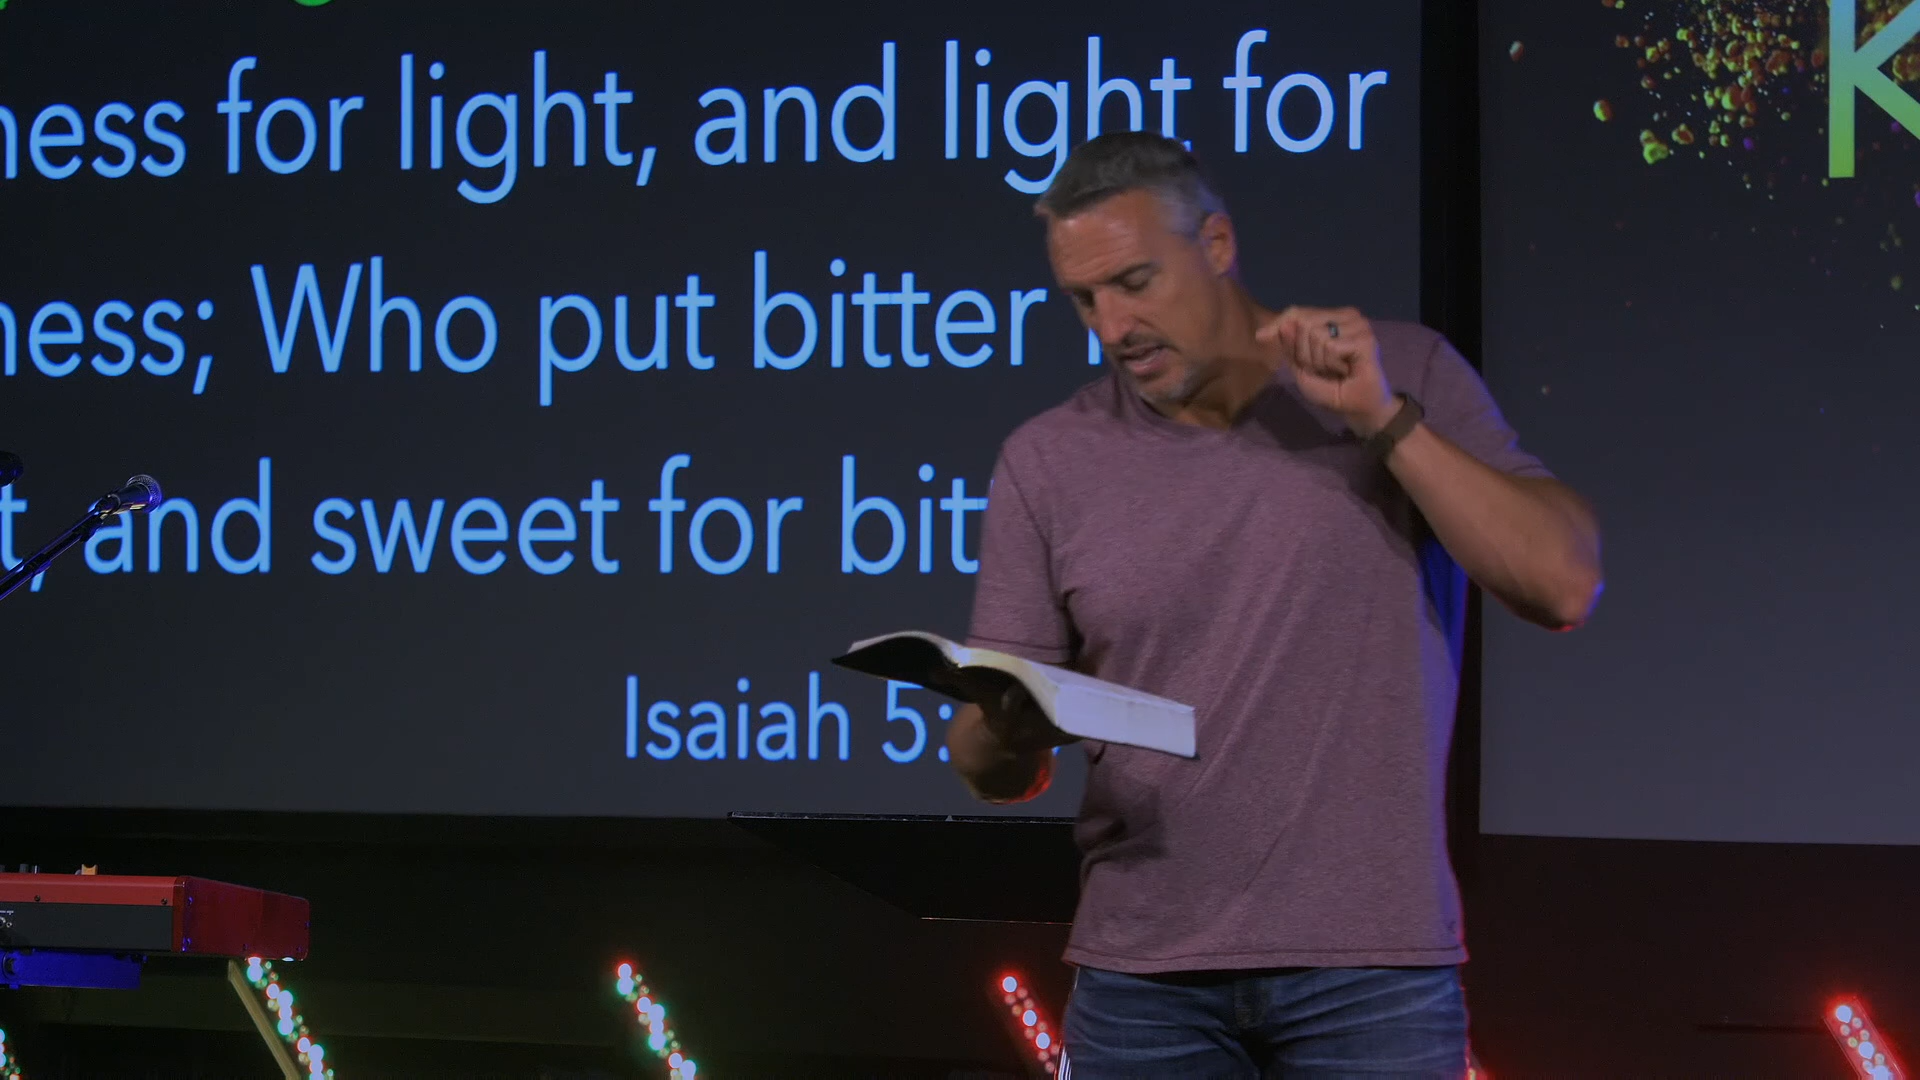 ness for light, and light for
ness; Who put bitter
t, and sweet for bit
Isaiah 5:
K